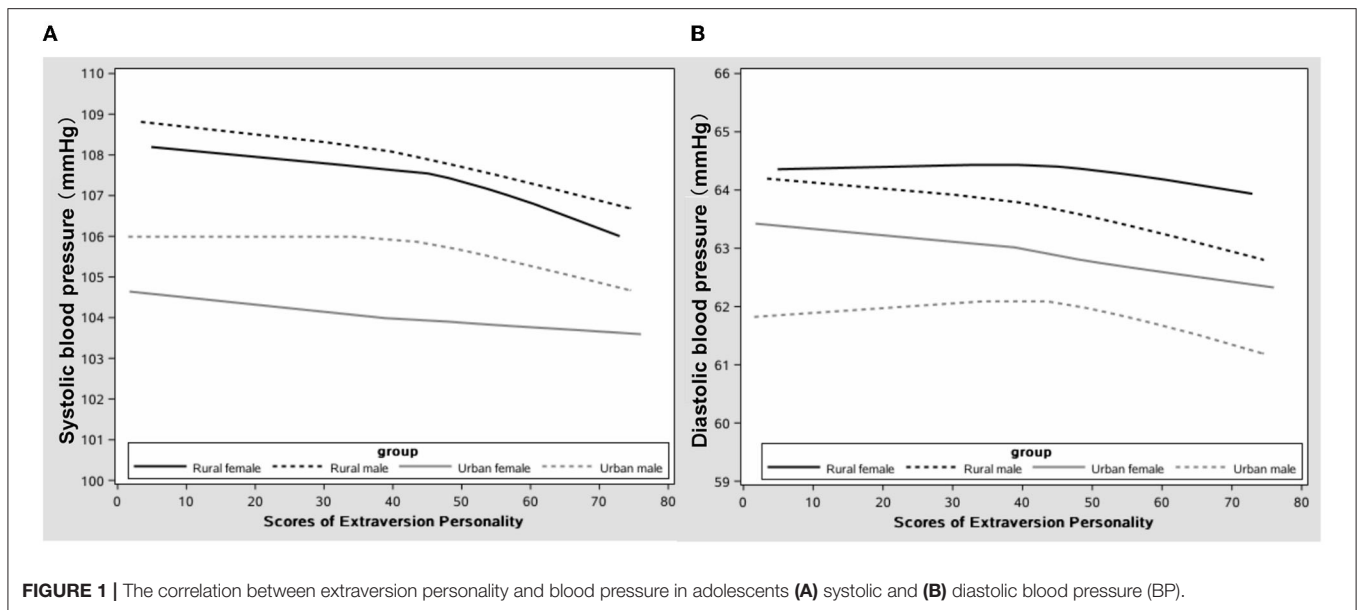 A
B
110
109
108
107
106
105
104
103
102
101
100
Systolic blood pressure (mmHg)
group
Rural female Rural male Urban female Urban male
0 10 20 30 40 50 60 70 80
Scores of Extraversion Personality
66
65
64
63
62
61
60
59
Diastolic blood pressure (mmHg)
group
Rural female Rural male Urban female Urban male
0 10 20 30 40 50 60 70 80
Scores of Extraversion Personality
FIGURE 1 | The correlation between extraversion personality and blood pressure in adolescents (A) systolic and (B) diastolic blood pressure (BP).